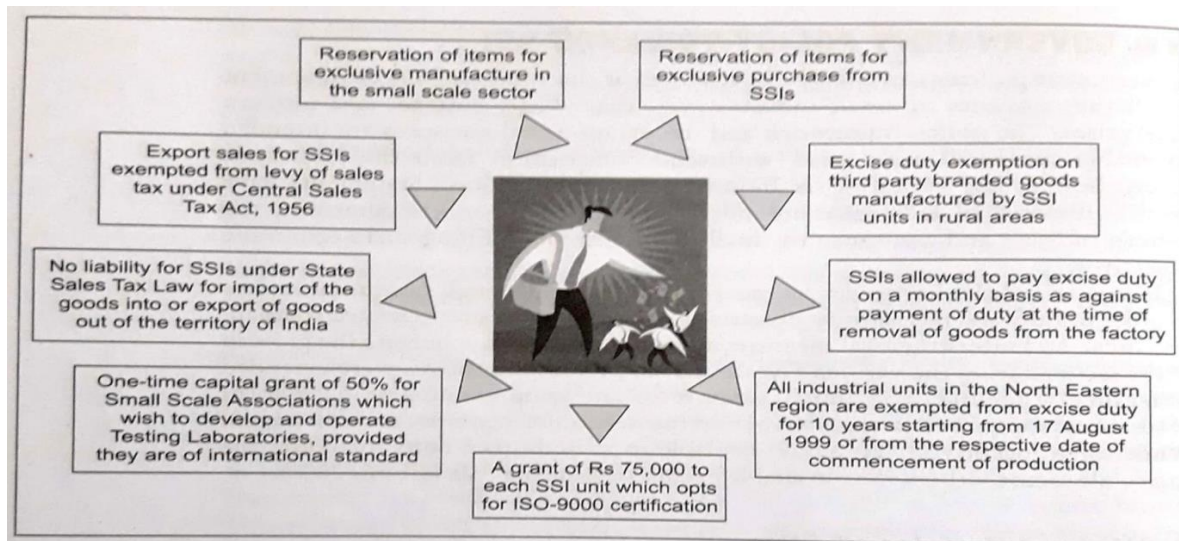 Reservation of items for
exclusive manufacture in
the small scale sector
Reservation of items for
exclusive purchase from
SSIs
Export sales for SSIs
exempted from levy of sales
tax under Central Sales
Tax Act, 1956
Excise duty exemption on
third party branded goods
manufactured by SSI
units in rural areas
No liability for SSIs under State
Sales Tax Law for import of the
goods into or export of goods
out of the territory of India
SSIs allowed to pay excise duty
on a monthly basis as against
payment of duty at the time of
removal of goods from the factory
One-time capital grant of 50% for
Small Scale Associations which
wish to develop and operate
Testing Laboratories, provided
they are of international standard
All industrial units in the North Eastern
region are exempted from excise duty
for 10 years starting from 17 August
1999 or from the respective date of
commencement of production
A grant of Rs 75,000 to
each SSI unit which opts
for ISO-9000 certification